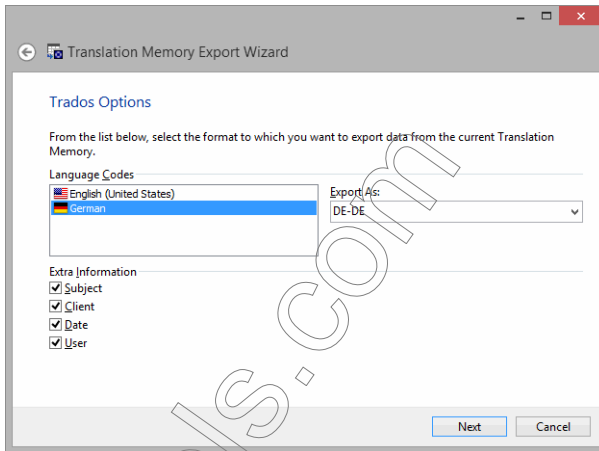 Translation Memory Export Wizard
Trados Options
From the list below, select the format to which you want to export data from the current Translation
Memory.
Language Codes
English (United States)
German
Export As:
DE-DE
Extra Information
Subject
Client
Date
User
Next
Cancel
ls.com